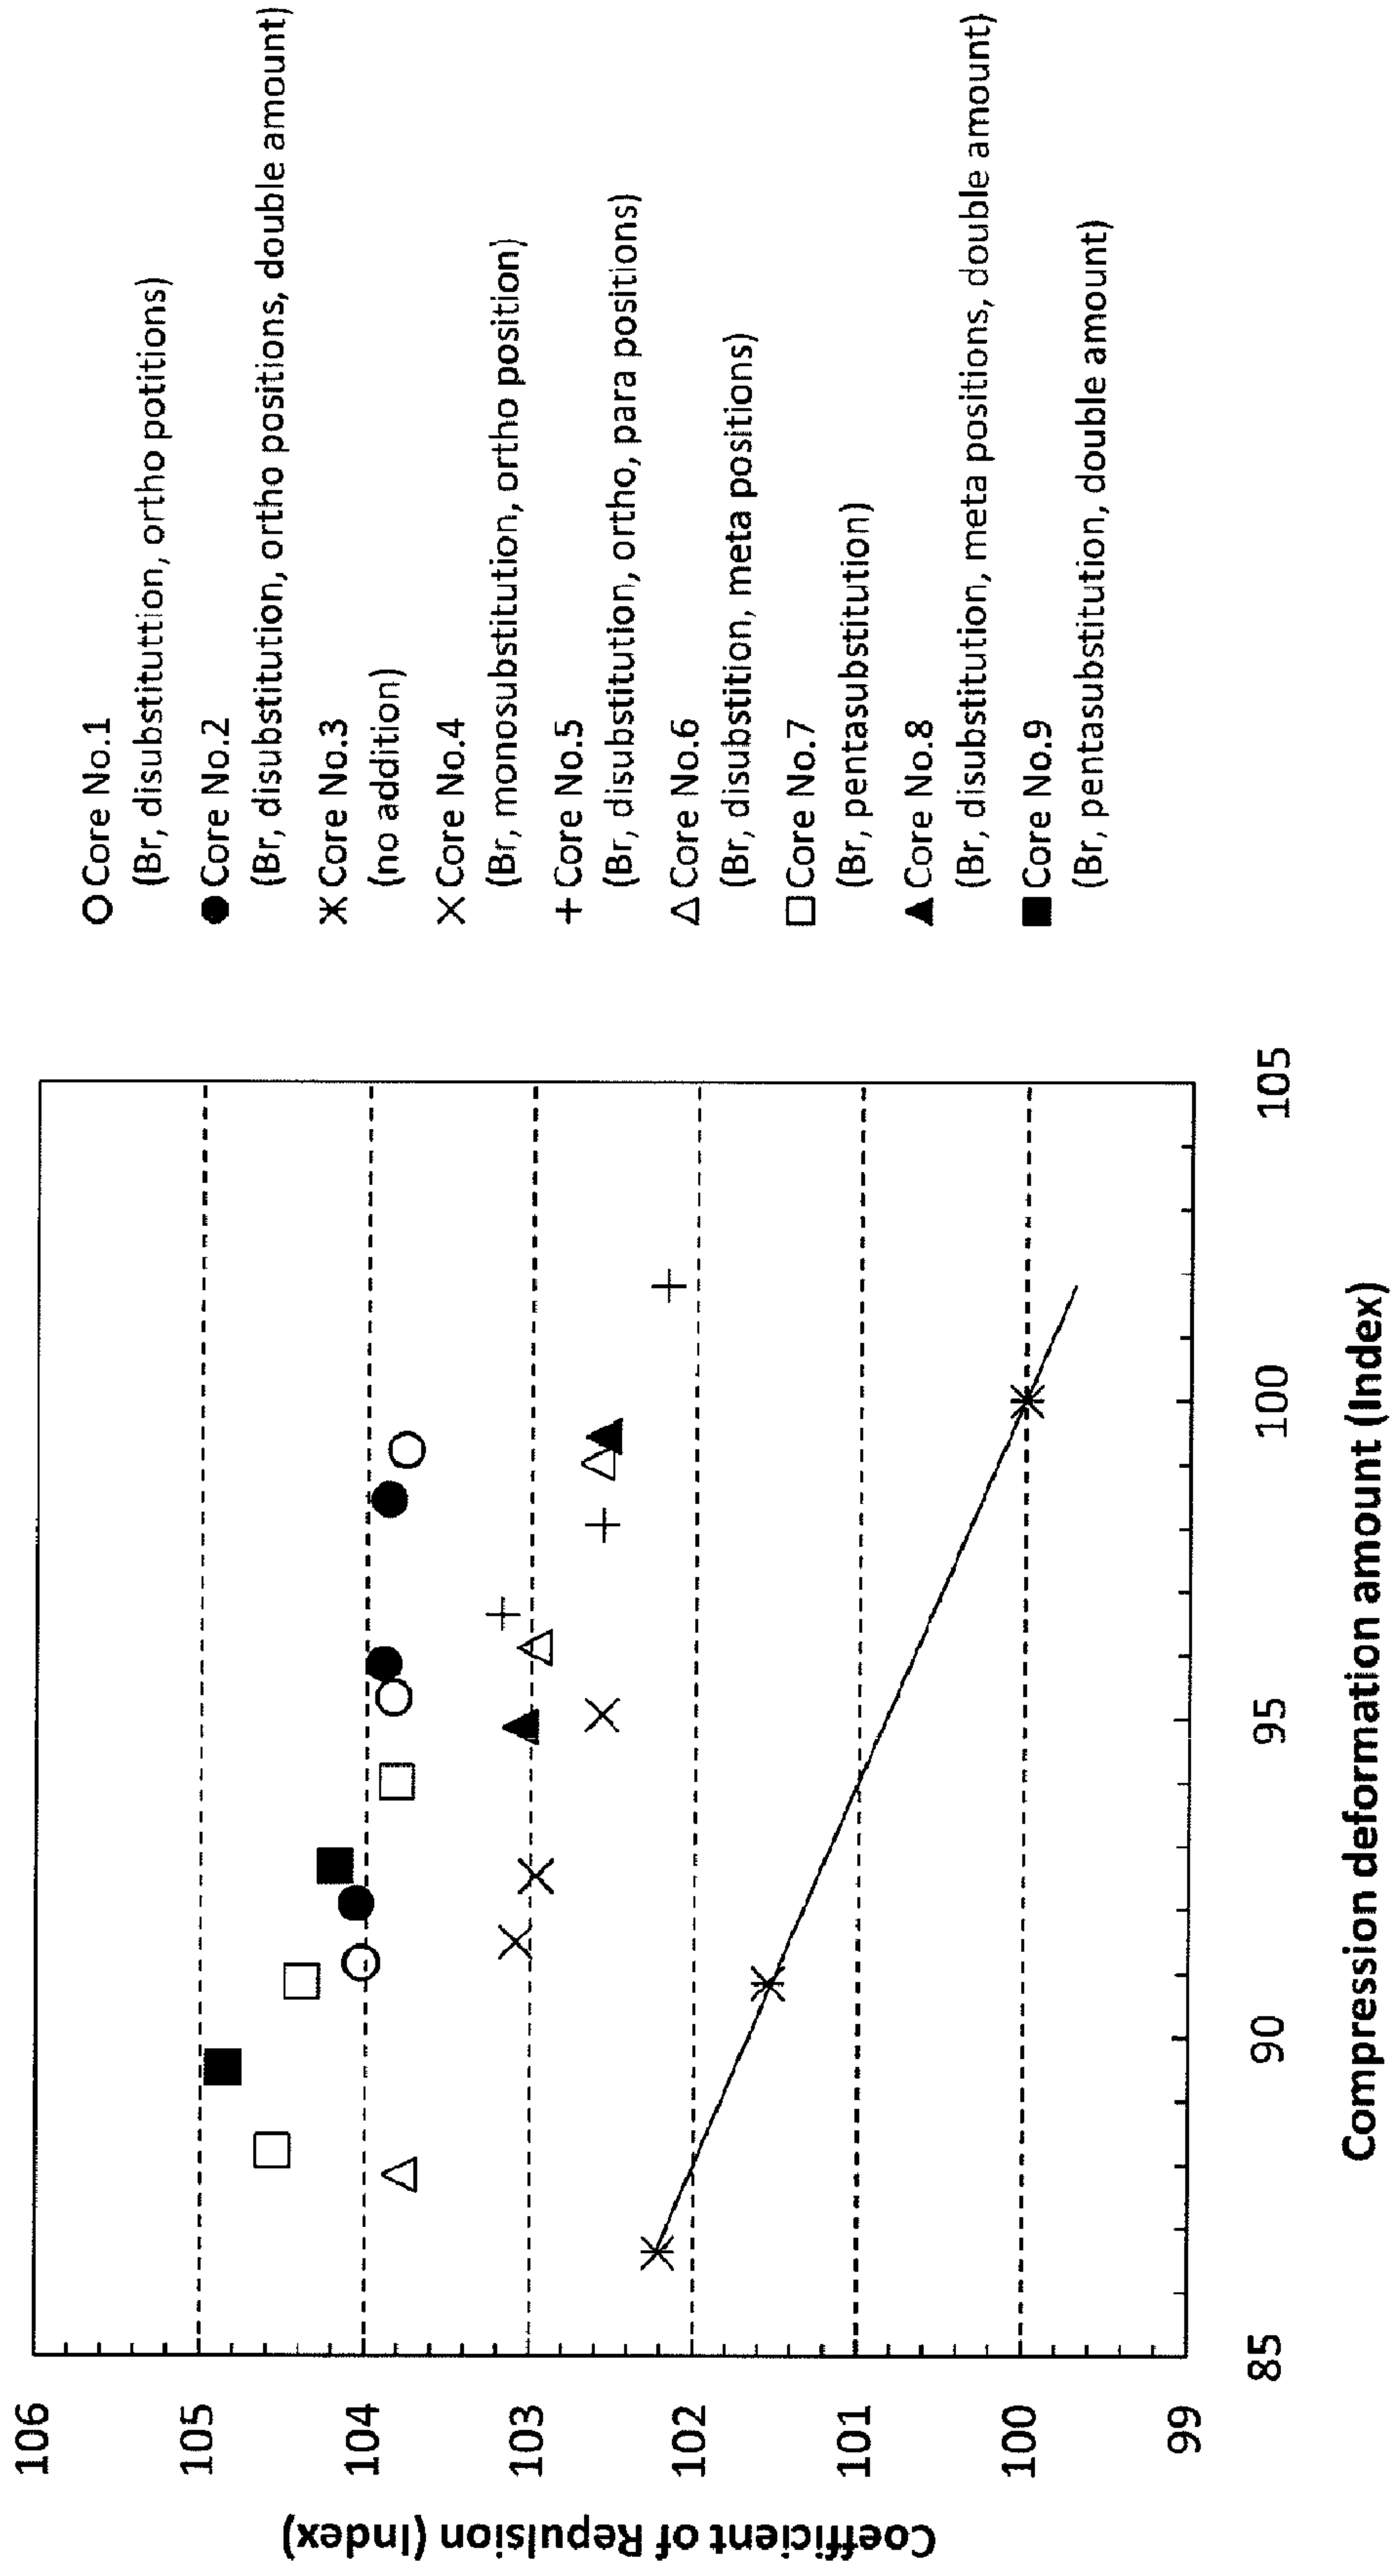 106
105
104
103
102
101
100
99
Coefficient of Repulsion (Index)
85
90
95
100
105
Compression deformation amount (Index)
Core No.1
(Br, disubstituttion, ortho potitions)
Core No.2
(Br, disubstitution, ortho positions, double amount)
Core No.3
(no addition)
Core No.4
(Br, monosubstitution, ortho position)
Core No.5
(Br, disubstitution, ortho, para positions)
Core No.6
(Br, disubstition, meta positions)
Core No.7
(Br, pentasubstitution)
Core No.8
(Br, disubstitution, meta positions, double amount)
Core No.9
(Br, pentasubstitution, double amount)